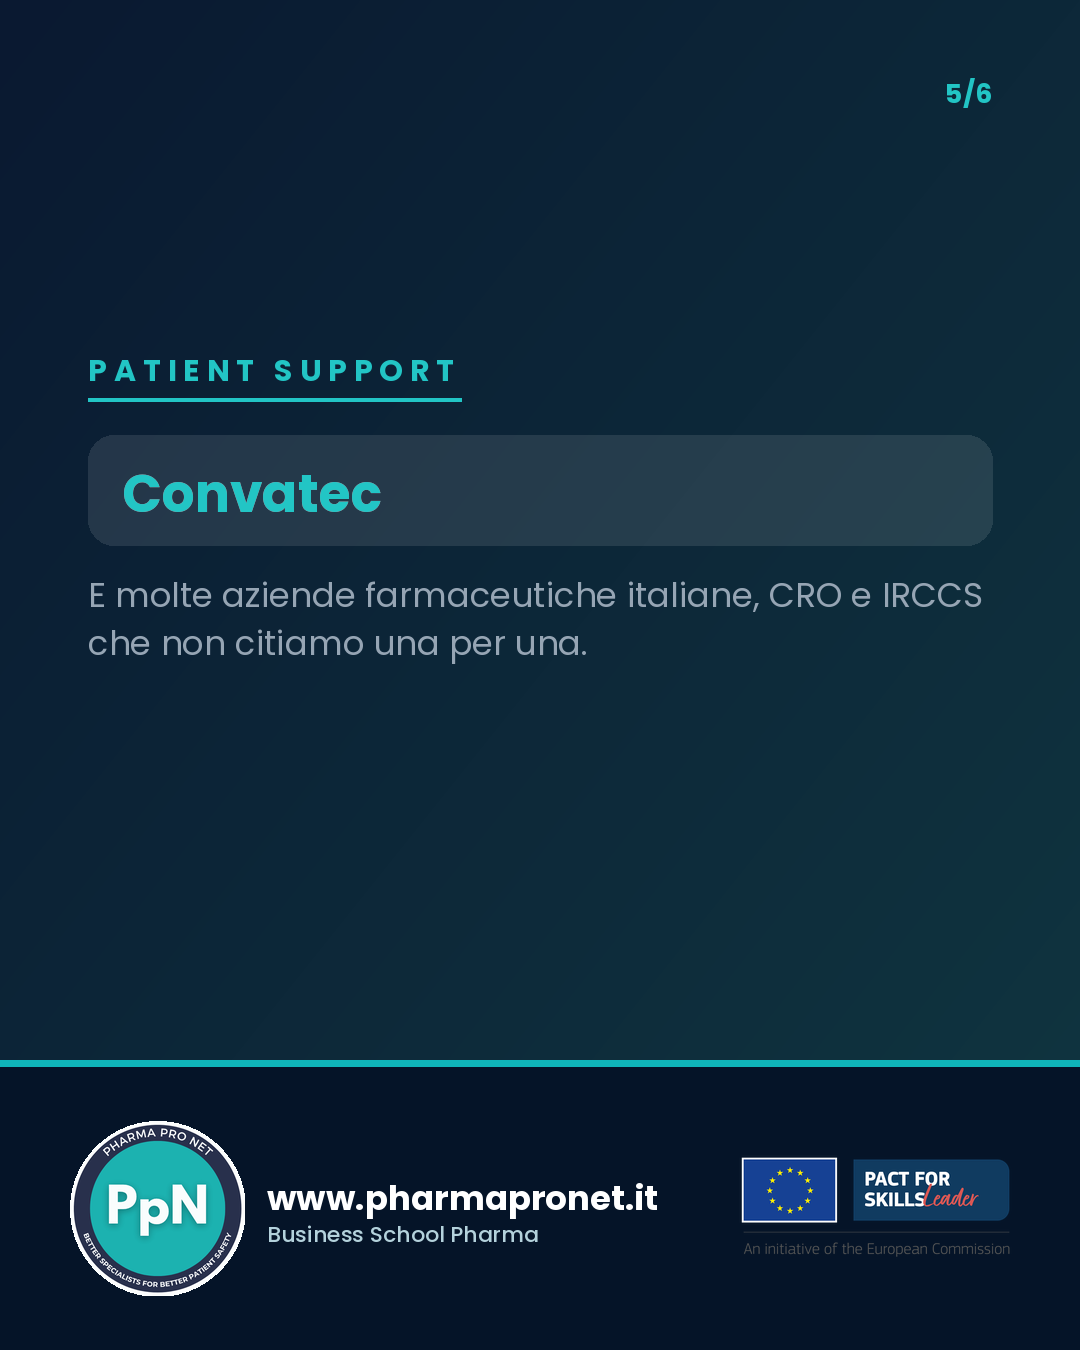 5/6
PATIENT SUPPORT
Convatec
E molte aziende farmaceutiche italiane, CRO e IRCCS
che non citiamo una per una.
PHARMA PRO NET
PpN
BETTER SPECIALISTS FOR BETTER PATIENT SAFETY
www.pharmapronet.it
Business School Pharma
PACT FOR
SKILLS Leader
An initiative of the European Commission